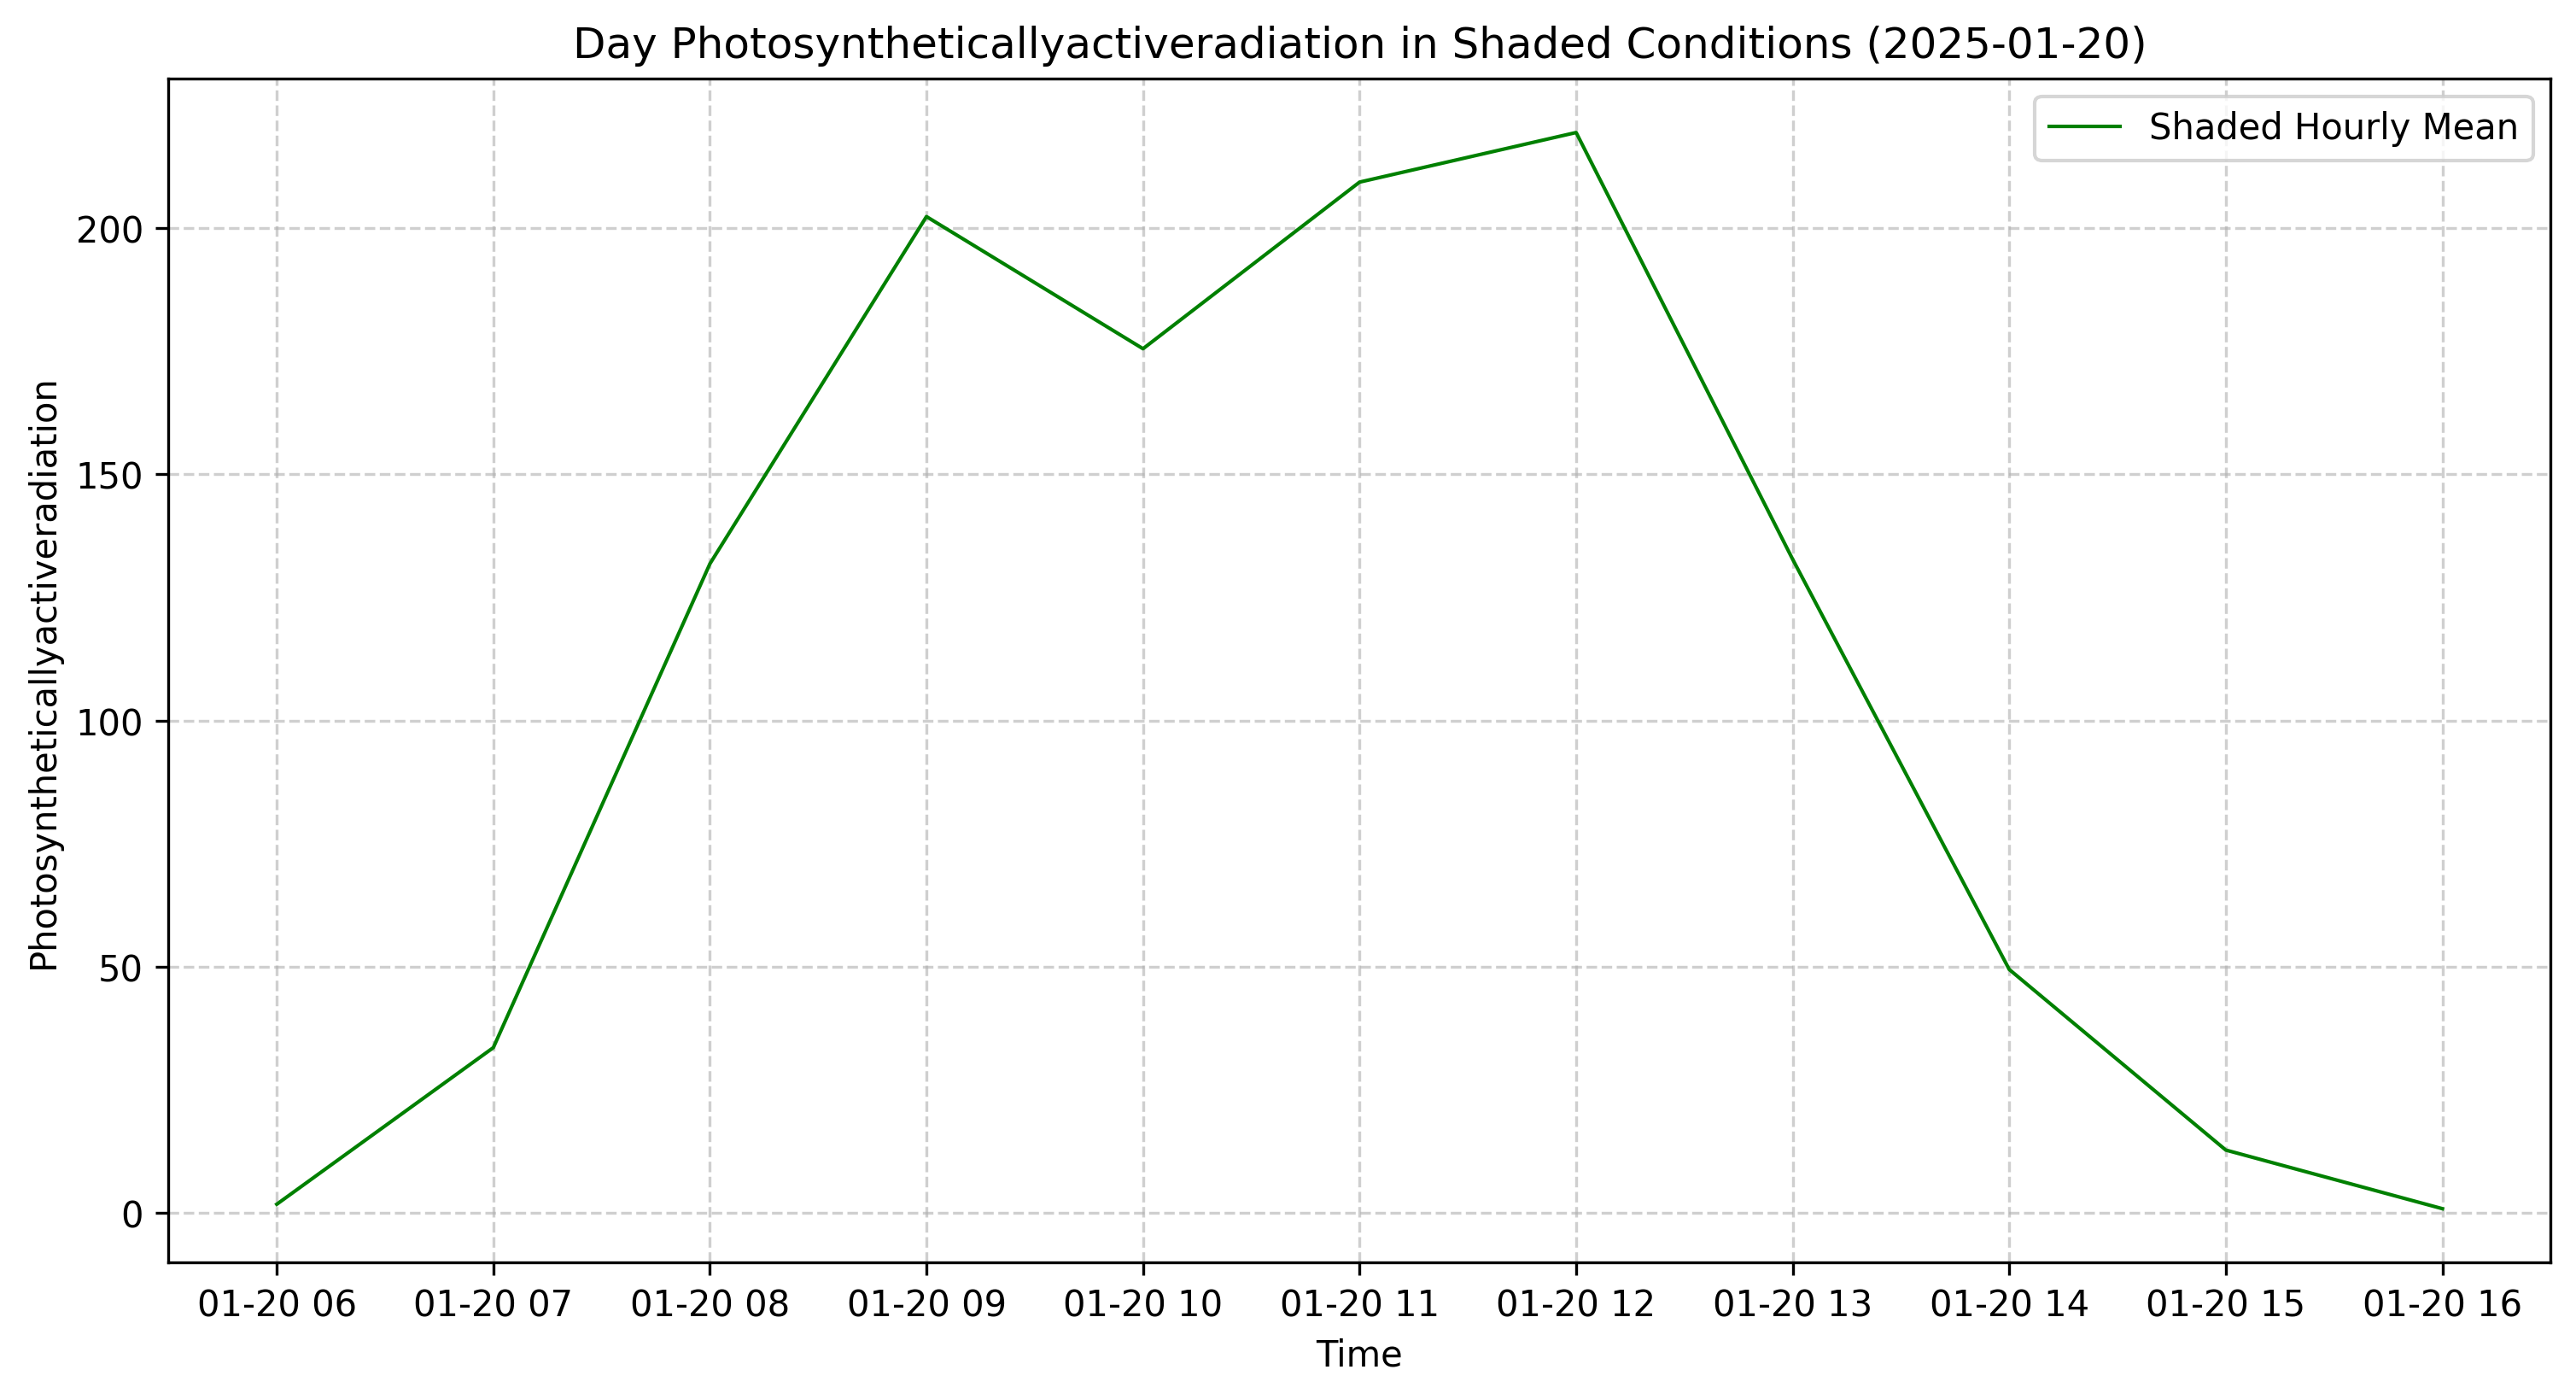 Day Photosyntheticallyactiveradiation in Shaded Conditions (2025-01-20)
Shaded Hourly Mean
Photosyntheticallyactiveradiation
200
150
100
50
0
01-20 06 01-20 07 01-20 08 01-20 09 01-20 10 01-20 11 01-20 12 01-20 13 01-20 14 01-20 15 01-20 16
Time